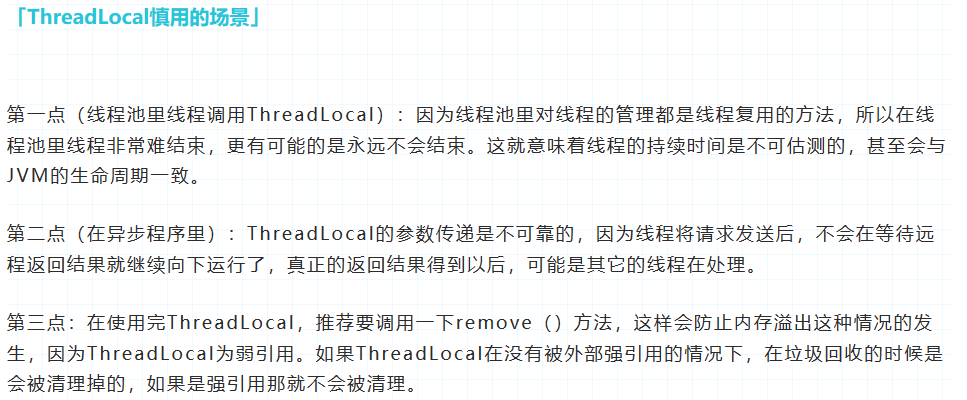 「ThreadLocal慎用的场景」
第一点（线程池里线程调用ThreadLocal）：因为线程池里对线程的管理都是线程复用的方法，所以在线
程池里线程非常难结束，更有可能的是永远不会结束。这就意味着线程的持续时间是不可估测的，甚至会与
JVM的生命周期一致。
第二点（在异步程序里）：ThreadLocal的参数传递是不可靠的，因为线程将请求发送后，不会在等待远
程返回结果就继续向下运行了，真正的返回结果得到以后，可能是其它的线程在处理。
第三点：在使用完ThreadLocal，推荐要调用一下remove（）方法，这样会防止内存溢出这种情况的发
生，因为ThreadLocal为弱引用。如果ThreadLocal在没有被外部强引用的情况下，在垃圾回收的时候是
会被清理掉的，如果是强引用那就不会被清理。